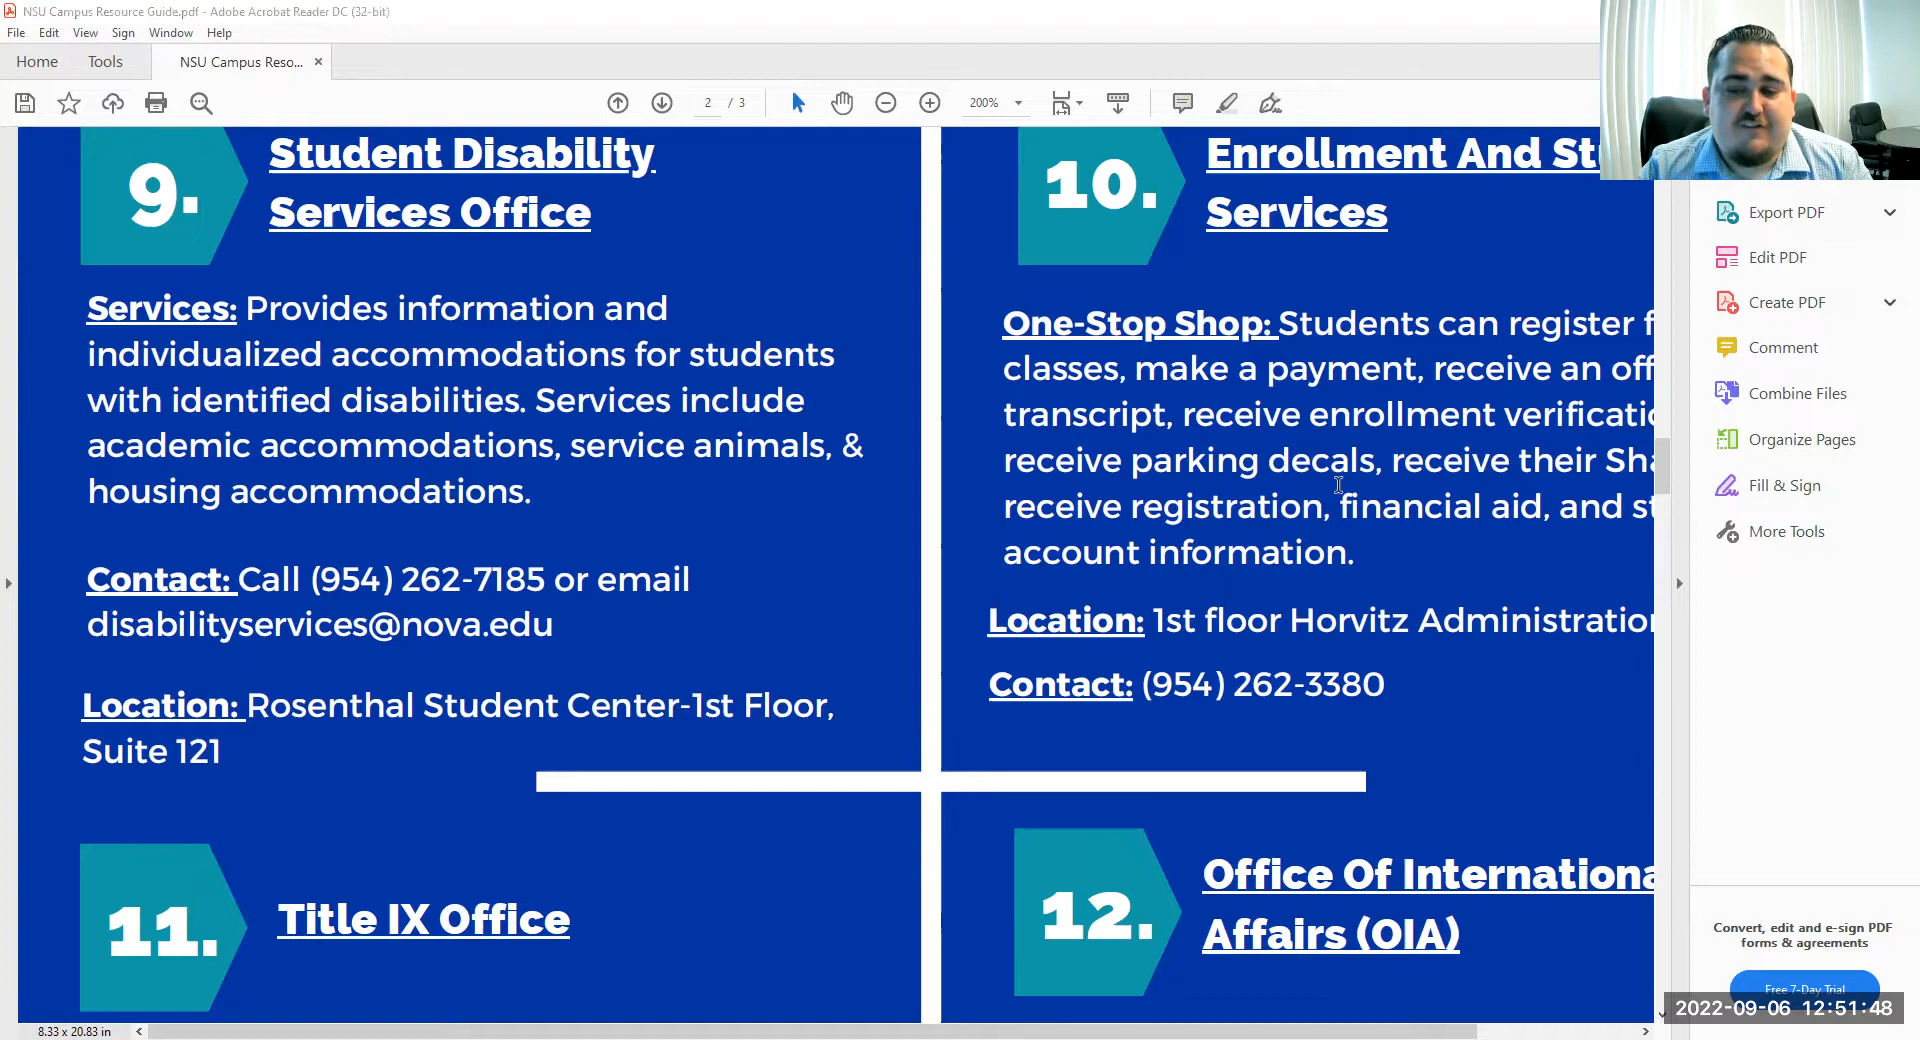 NSU Campus Resource Guide.pdf - Adobe Acrobat Reader DC (32-bit)
File Edit View Sign Window Help
Home Tools NSU Campus Reso... ×
2 / 3 200%
9. Student Disability
Services Office
Services: Provides information and
individualized accommodations for students
with identified disabilities. Services include
academic accommodations, service animals, &
housing accommodations.
Contact: Call (954) 262-7185 or email
disabilityservices@nova.edu
Location: Rosenthal Student Center-1st Floor,
Suite 121
10. Enrollment And
Services
One-Stop Shop: Students can register
classes, make a payment, receive an
transcript, receive enrollment
receive parking decals, receive their
receive registration, financial aid, and
account information.
Location: 1st floor Horvitz Administration
Contact: (954) 262-3380
11. Title IX Office
12. Office Of
Affairs (OIA)
Export PDF
Edit PDF
Create PDF
Comment
Combine Files
Organize Pages
Fill & Sign
More Tools
Convert, edit and e-sign PDF
forms & agreements
Free 7-Day Trial
2022-09-06 12:51:48
8.33 x 20.83 in